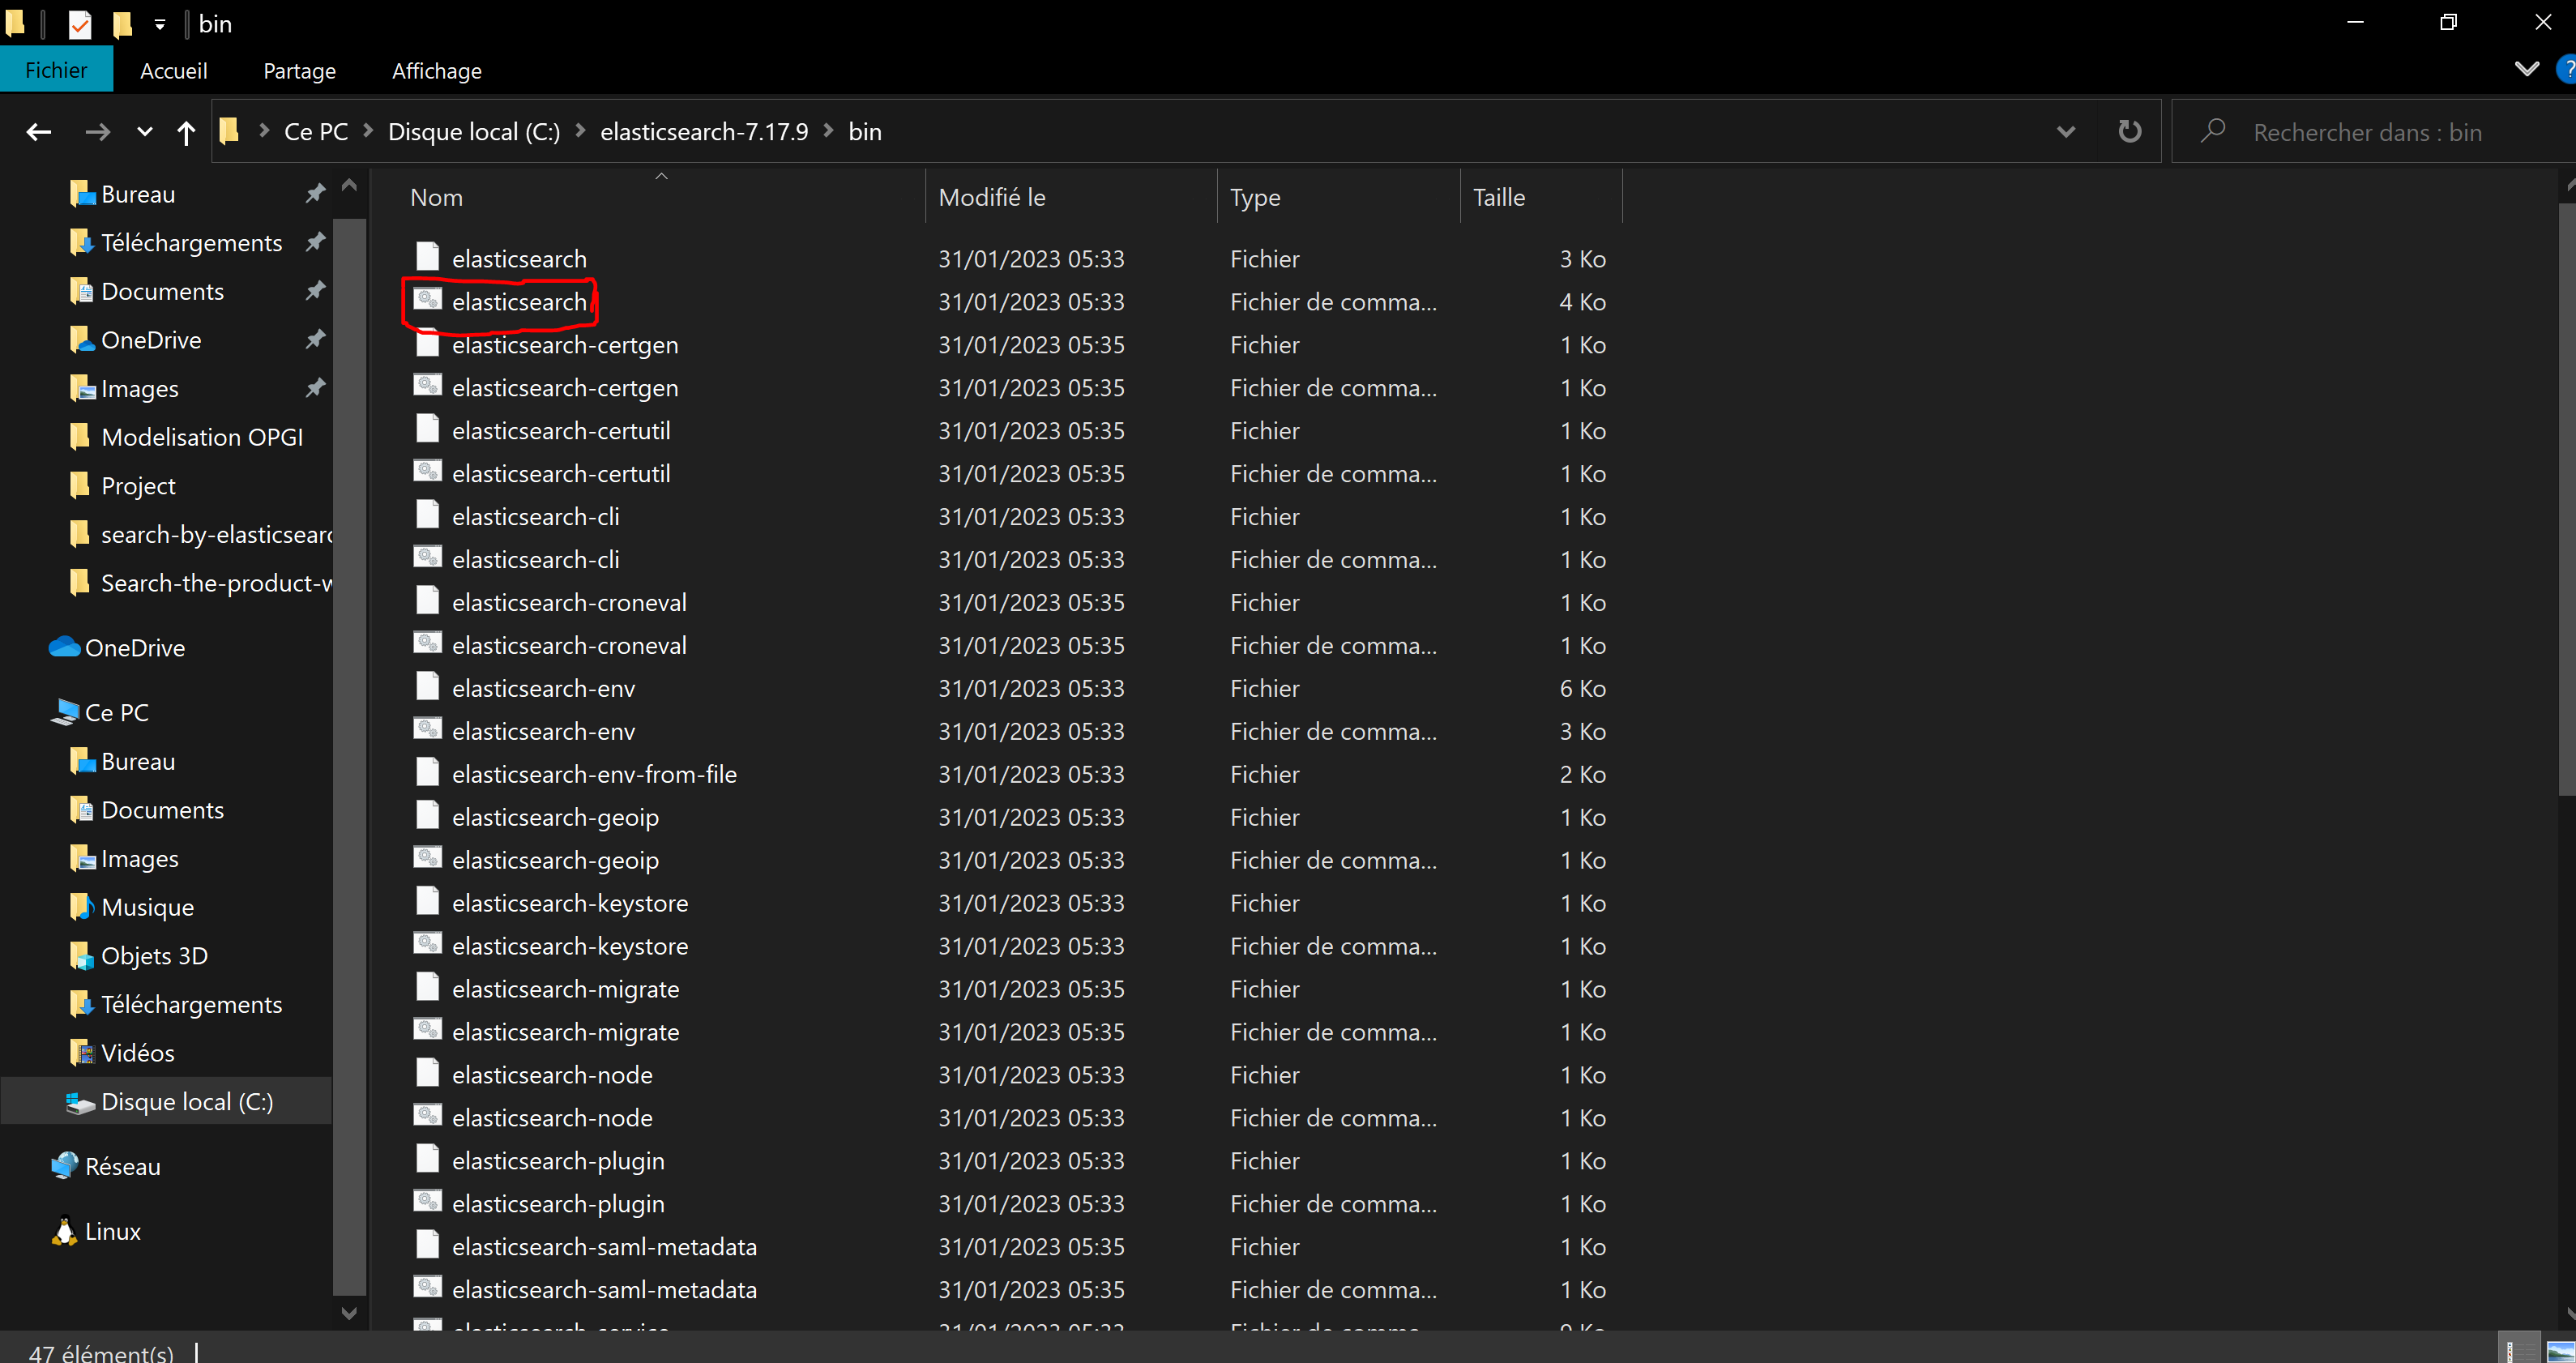 bin
Fichier Accueil Partage Affichage
Ce PC Disque local (C:) elasticsearch-7.17.9 bin Rechercher dans : bin
Bureau
Téléchargements
Documents
OneDrive
Images
Modelisation OPGI
Project
search-by-elasticsearc
Search-the-product-w
OneDrive
Ce PC
Bureau
Documents
Images
Musique
Objets 3D
Téléchargements
Vidéos
Disque local (C:)
Réseau
Linux
Nom Modifié le Type Taille
elasticsearch 31/01/2023 05:33 Fichier 3 Ko
elasticsearch 31/01/2023 05:33 Fichier de comma... 4 Ko
elasticsearch-certgen 31/01/2023 05:35 Fichier 1 Ko
elasticsearch-certgen 31/01/2023 05:35 Fichier de comma... 1 Ko
elasticsearch-certutil 31/01/2023 05:35 Fichier 1 Ko
elasticsearch-certutil 31/01/2023 05:35 Fichier de comma... 1 Ko
elasticsearch-cli 31/01/2023 05:33 Fichier 1 Ko
elasticsearch-cli 31/01/2023 05:33 Fichier de comma... 1 Ko
elasticsearch-croneval 31/01/2023 05:35 Fichier 1 Ko
elasticsearch-croneval 31/01/2023 05:35 Fichier de comma... 1 Ko
elasticsearch-env 31/01/2023 05:33 Fichier 6 Ko
elasticsearch-env 31/01/2023 05:33 Fichier de comma... 3 Ko
elasticsearch-env-from-file 31/01/2023 05:33 Fichier 2 Ko
elasticsearch-geoip 31/01/2023 05:33 Fichier 1 Ko
elasticsearch-geoip 31/01/2023 05:33 Fichier de comma... 1 Ko
elasticsearch-keystore 31/01/2023 05:33 Fichier 1 Ko
elasticsearch-keystore 31/01/2023 05:33 Fichier de comma... 1 Ko
elasticsearch-migrate 31/01/2023 05:35 Fichier 1 Ko
elasticsearch-migrate 31/01/2023 05:35 Fichier de comma... 1 Ko
elasticsearch-node 31/01/2023 05:33 Fichier 1 Ko
elasticsearch-node 31/01/2023 05:33 Fichier de comma... 1 Ko
elasticsearch-plugin 31/01/2023 05:33 Fichier 1 Ko
elasticsearch-plugin 31/01/2023 05:33 Fichier de comma... 1 Ko
elasticsearch-saml-metadata 31/01/2023 05:35 Fichier 1 Ko
elasticsearch-saml-metadata 31/01/2023 05:35 Fichier de comma... 1 Ko
47 élément(s)